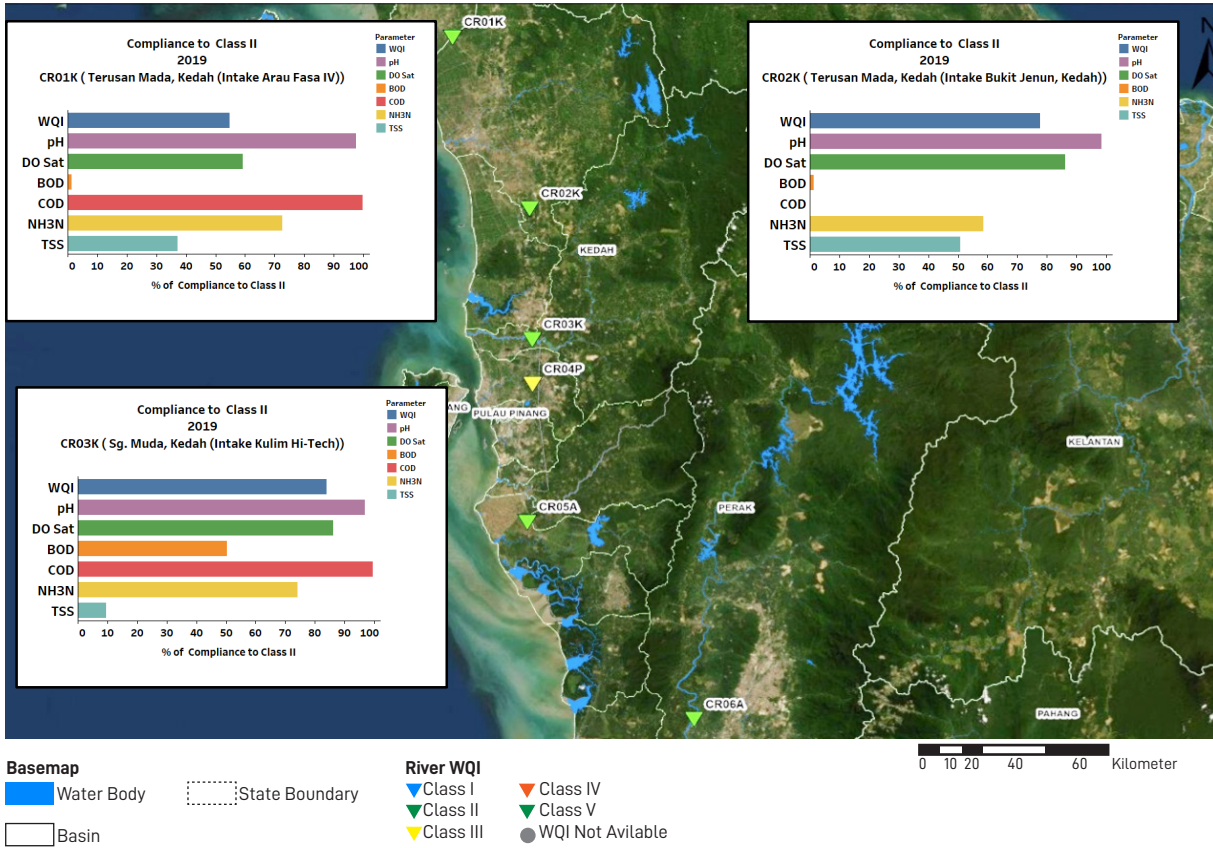 Compliance to Class II
2019
CR01K ( Terusan Mada, Kedah (Intake Arau Fasa IV))
Parameter
WQI
pH
DO Sat
BOD
COD
NH3N
TSS
WQI
pH
DO Sat
BOD
COD
NH3N
TSS
0 10 20 30 40 50 60 70 80 90 100
% of Compliance to Class II
Compliance to Class II
2019
CR02K ( Terusan Mada, Kedah (Intake Bukit Jenun, Kedah))
Parameter
WQI
pH
DO Sat
BOD
COD
NH3N
TSS
WQI
pH
DO Sat
BOD
COD
NH3N
TSS
0 10 20 30 40 50 60 70 80 90 100
% of Compliance to Class II
Compliance to Class II
2019
CR03K ( Sg. Muda, Kedah (Intake Kulim Hi-Tech))
Parameter
WQI
pH
DO Sat
BOD
COD
NH3N
TSS
WQI
pH
DO Sat
BOD
COD
NH3N
TSS
0 10 20 30 40 50 60 70 80 90 100
% of Compliance to Class II
CR01K
N
CR02K
KEDAH
CR03K
CR04P
ANG
PULAU PINANG
KELANTAN
CR05A
PERAK
CR06A
PAHANG
0 10 20 40 60 Kilometer
Basemap
Water Body
State Boundary
Basin
River WQI
Class I
Class IV
Class II
Class V
Class III
WQI Not Avilable